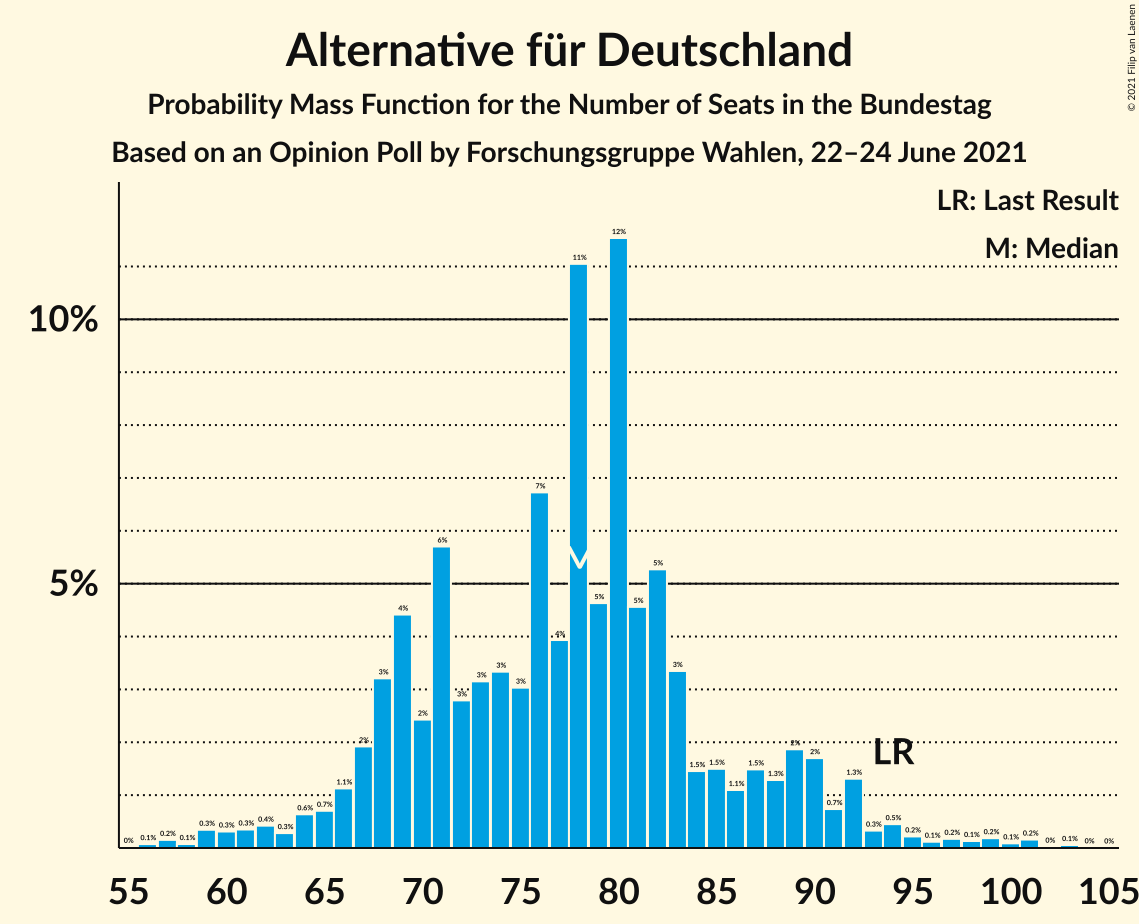 Alternative für Deutschland
Probability Mass Function for the Number of Seats in the Bundestag
Based on an Opinion Poll by Forschungsgruppe Wahlen, 22–24 June 2021
© 2021 Filip van Laenen
LR: Last Result
M: Median
10%
5%
0% 0.1% 0.2% 0.1% 0.3% 0.3% 0.3% 0.4% 0.3% 0.6% 0.7% 1.1% 2% 3% 4% 2% 6% 3% 3% 3% 3% 7% 4% 11% 5% 12% 5% 5% 3% 1.5% 1.5% 1.1% 1.5% 1.3% 2% 2% 0.7% 1.3% 0.3% 0.5% 0.2% 0.1% 0.2% 0.1% 0.2% 0.1% 0.2% 0% 0.1% 0% 0%
M
LR
55 60 65 70 75 80 85 90 95 100 105